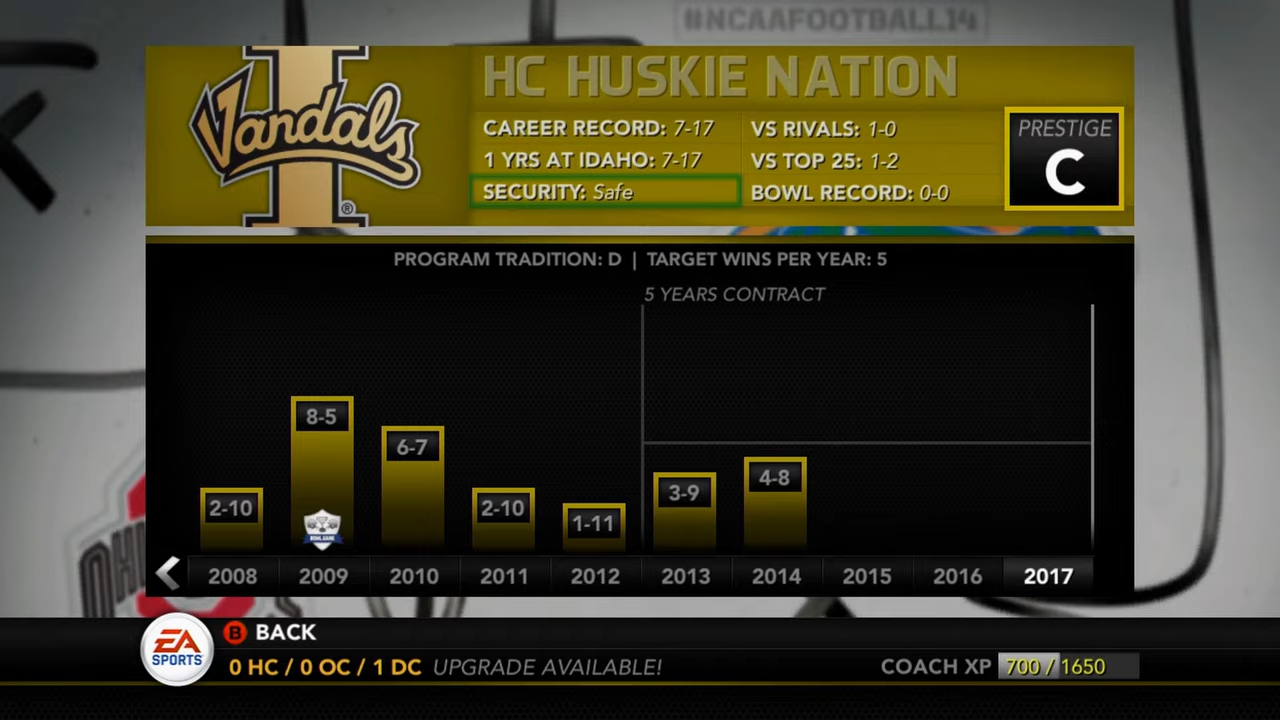 #NCAAFOOTBALL14
Vandals
®
HC HUSKIE NATION
CAREER RECORD: 7-17
VS RIVALS: 1-0
1 YRS AT IDAHO: 7-17
VS TOP 25: 1-2
SECURITY: Safe
BOWL RECORD: 0-0
PRESTIGE
C
PROGRAM TRADITION: D | TARGET WINS PER YEAR: 5
5 YEARS CONTRACT
2-10
8-5
6-7
2-10
1-11
3-9
4-8
2008 2009 2010 2011 2012 2013 2014 2015 2016 2017
EA
SPORTS
B BACK
0 HC / 0 OC / 1 DC UPGRADE AVAILABLE!
COACH XP 700 / 1650